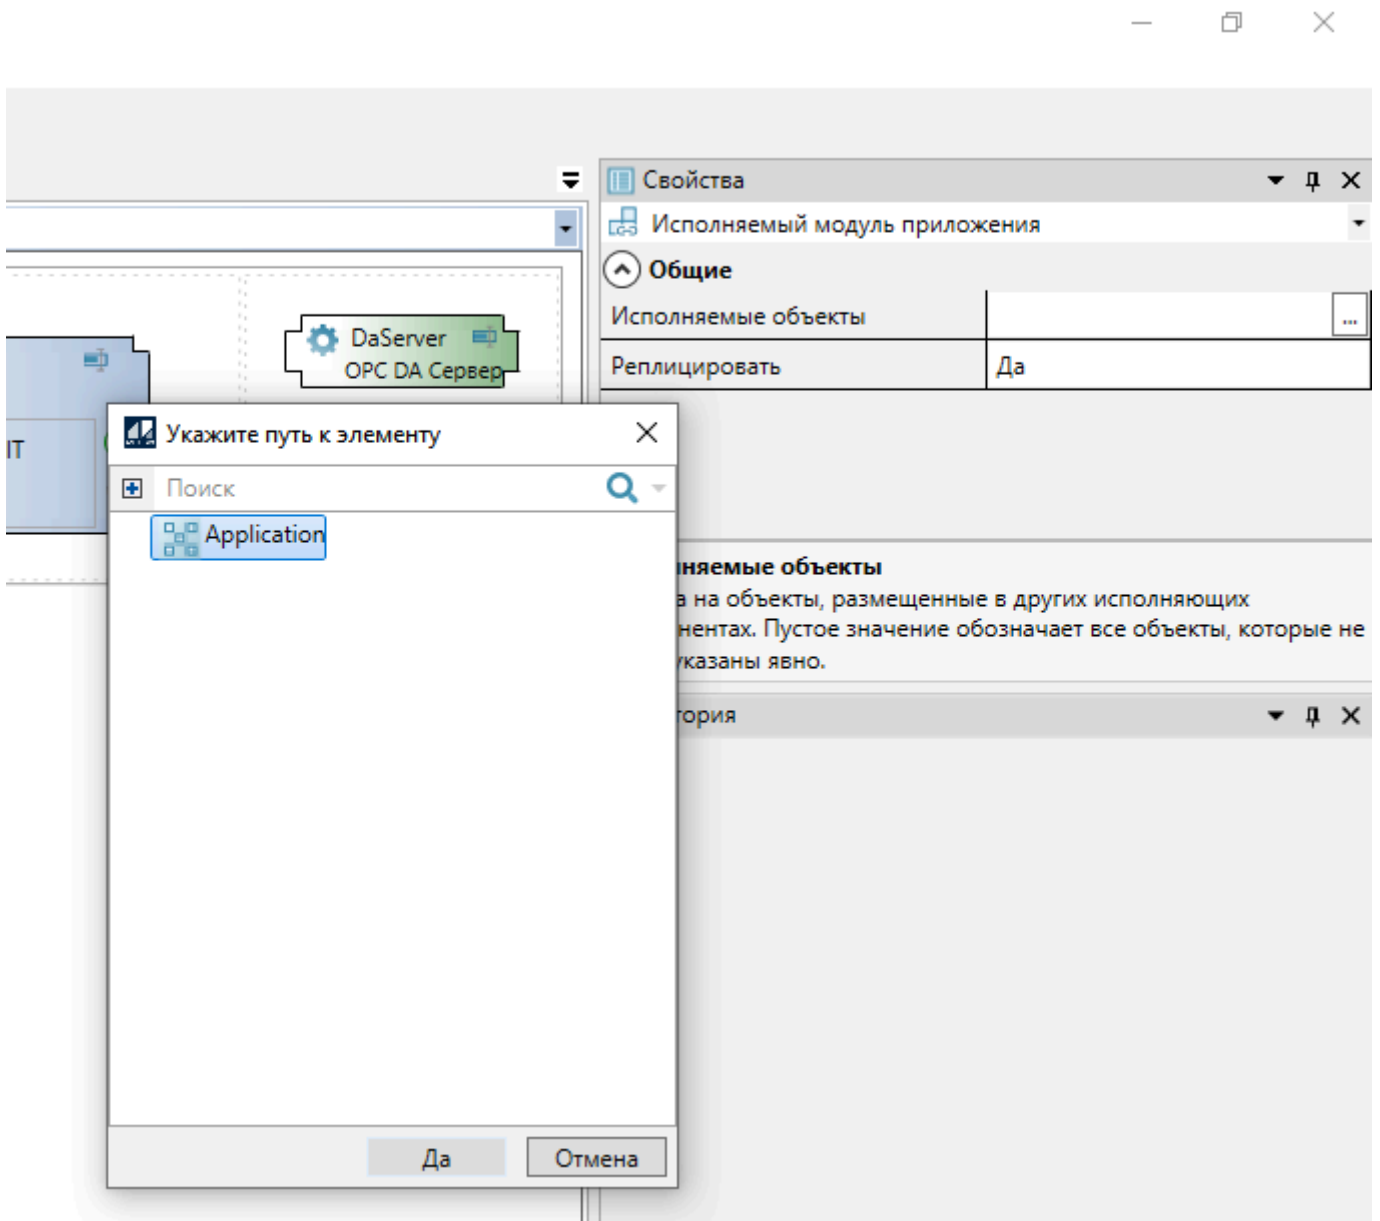 Свойства
Исполняемый модуль приложения
Общие
Исполняемые объекты
...
Реплицировать
Да
DaServer
OPC DA Сервер
IT
Укажите путь к элементу
Поиск
Application
Да
Отмена
няемые объекты
а на объекты, размещенные в других исполняющих
нентах. Пустое значение обозначает все объекты, которые не
указаны явно.
тория